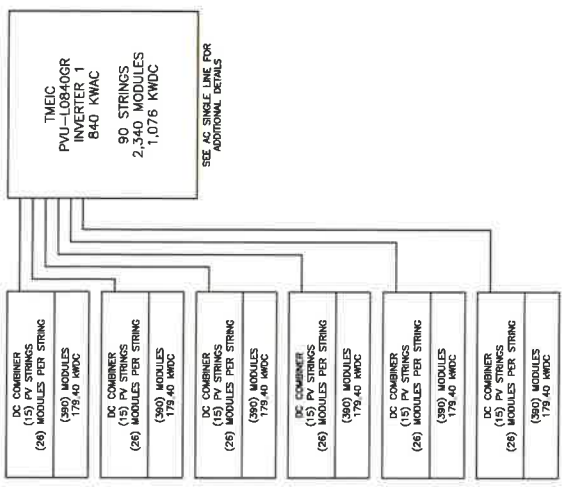 TMEIC
PVU-L0840GR
INVERTER 1
840 KWAC
90 STRINGS
2,340 MODULES
1,076 KWDC
SEE AC SINGLE LINE FOR
ADDITIONAL DETAILS
DC COMBINER
(15) PV STRINGS
(26) MODULES PER STRING
(390) MODULES
179.40 KWDC
DC COMBINER
(15) PV STRINGS
(26) MODULES PER STRING
(390) MODULES
179.40 KWDC
DC COMBINER
(15) PV STRINGS
(26) MODULES PER STRING
(390) MODULES
179.40 KWDC
DC COMBINER
(15) PV STRINGS
(26) MODULES PER STRING
(390) MODULES
179.40 KWDC
DC COMBINER
(15) PV STRINGS
(26) MODULES PER STRING
(390) MODULES
179.40 KWDC
DC COMBINER
(15) PV STRINGS
(26) MODULES PER STRING
(390) MODULES
179.40 KWDC